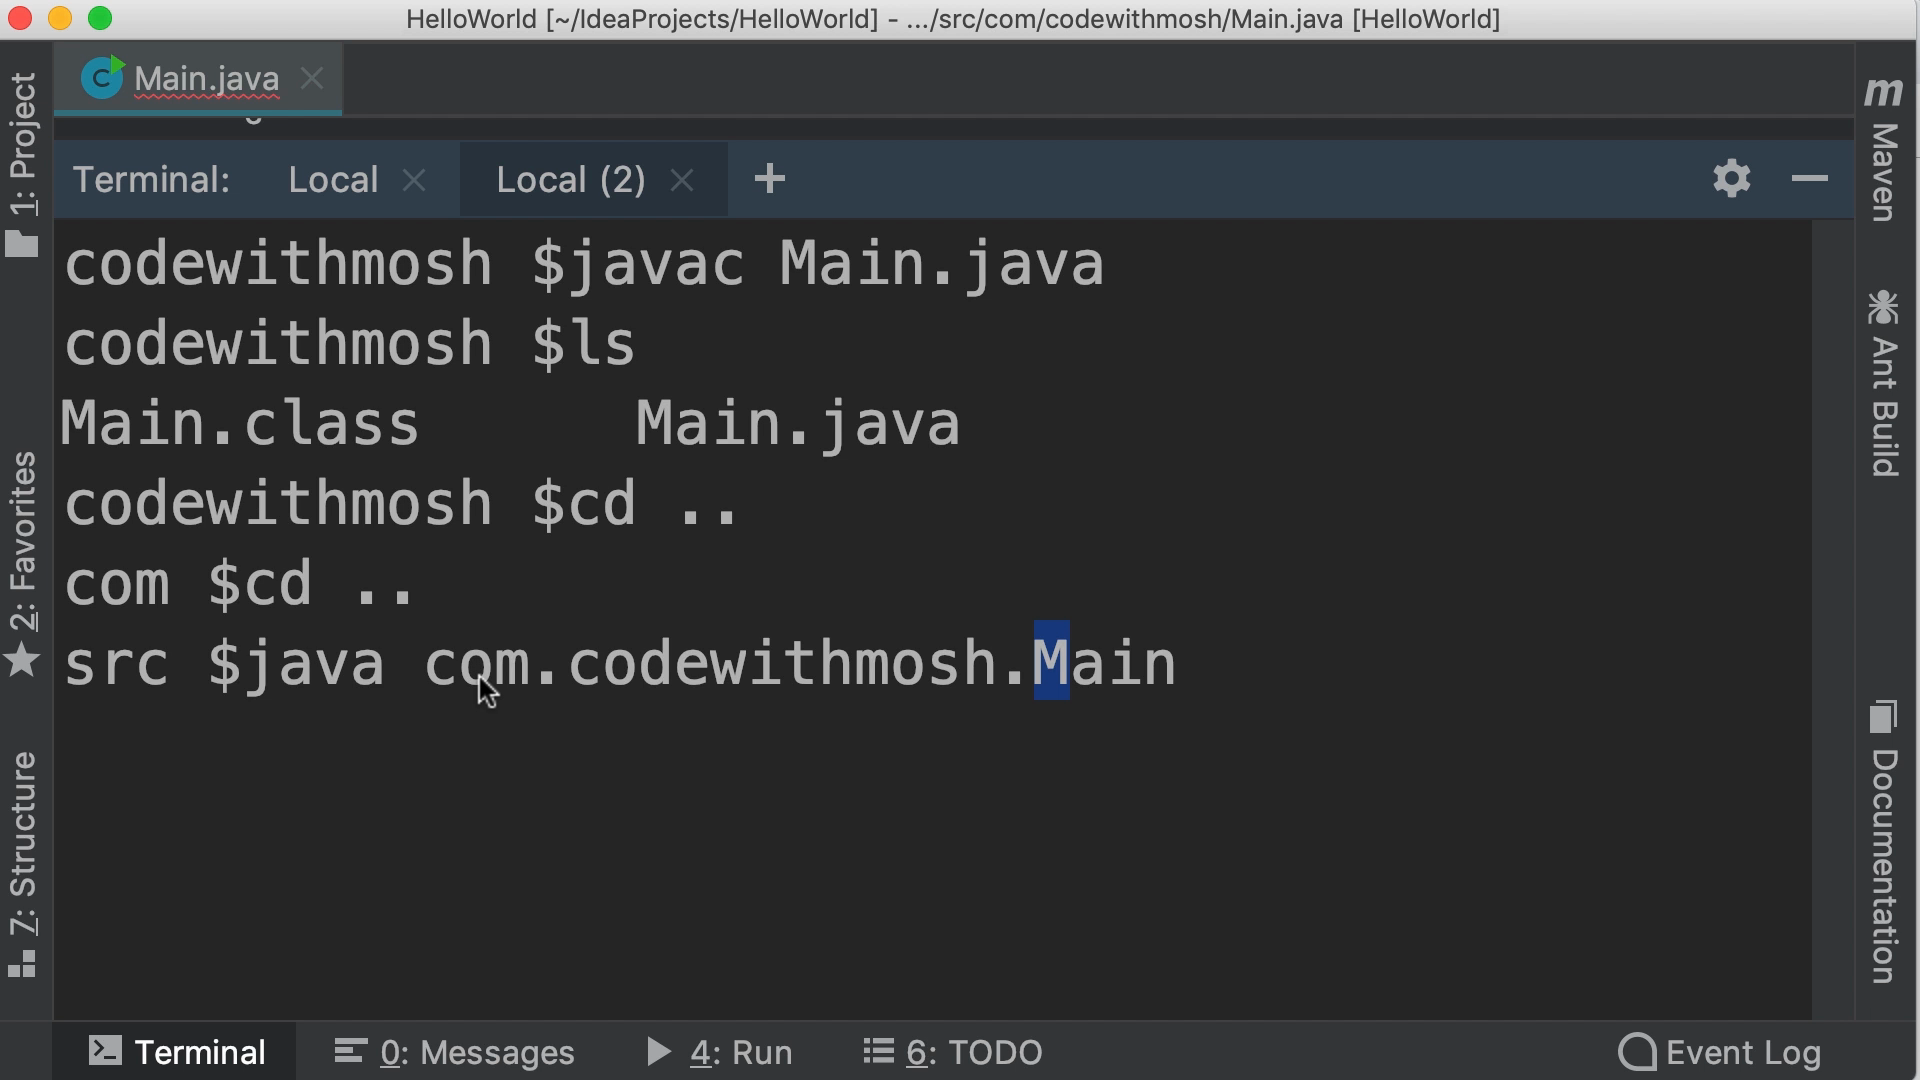 HelloWorld [~/IdeaProjects/HelloWorld] - .../src/com/codewithmosh/Main.java [HelloWorld]
Main.java
1: Project
Terminal: Local Local (2)
codewithmosh $javac Main.java
codewithmosh $ls
Main.class Main.java
codewithmosh $cd ..
com $cd ..
src $java com.codewithmosh.Main
2: Favorites
7: Structure
m Maven
Ant Build
Documentation
Terminal 0: Messages 4: Run 6: TODO Event Log